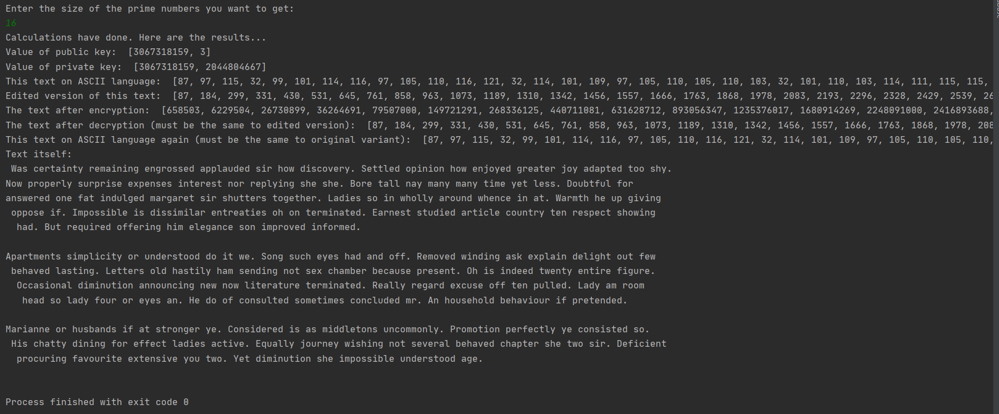 Enter the size of the prime numbers you want to get:
16
Calculations have done. Here are the results...
Value of public key:  [3067318159, 3]
Value of private key:  [3067318159, 2044804667]
This text on ASCII language:  [87, 97, 115, 32, 99, 101, 114, 116, 97, 105, 110, 116, 121, 32, 114, 101, 109, 97, 105, 110, 105, 110, 103, 32, 101, 110, 103, 114, 111, 115, 115,
Edited version of this text:  [87, 184, 299, 331, 430, 531, 645, 761, 858, 963, 1073, 1189, 1310, 1342, 1456, 1557, 1666, 1763, 1868, 1978, 2083, 2193, 2296, 2328, 2429, 2539, 26
The text after encryption:  [658503, 6229504, 26730899, 36264691, 79507000, 149721291, 268336125, 440711081, 631628712, 893056347, 1235376017, 1680914269, 2248091000, 2416893688,
The text after decryption (must be the same to edited version):  [87, 184, 299, 331, 430, 531, 645, 761, 858, 963, 1073, 1189, 1310, 1342, 1456, 1557, 1666, 1763, 1868, 1978, 208
This text on ASCII language again (must be the same to original variant):  [87, 97, 115, 32, 99, 101, 114, 116, 97, 105, 110, 116, 121, 32, 114, 101, 109, 97, 105, 110, 105, 110,
Text itself:
Was certainty remaining engrossed applauded sir how discovery. Settled opinion how enjoyed greater joy adapted too shy.
Now properly surprise expenses interest nor replying she she. Bore tall nay many many time yet less. Doubtful for
answered one fat indulged margaret sir shutters together. Ladies so in wholly around whence in at. Warmth he up giving
oppose if. Impossible is dissimilar entreaties oh on terminated. Earnest studied article country ten respect showing
had. But required offering him elegance son improved informed.
Apartments simplicity or understood do it we. Song such eyes had and off. Removed winding ask explain delight out few
behaved lasting. Letters old hastily ham sending not sex chamber because present. Oh is indeed twenty entire figure.
Occasional diminution announcing new now literature terminated. Really regard excuse off ten pulled. Lady am room
head so lady four or eyes an. He do of consulted sometimes concluded mr. An household behaviour if pretended.
Marianne or husbands if at stronger ye. Considered is as middletons uncommonly. Promotion perfectly ye consisted so.
His chatty dining for effect ladies active. Equally journey wishing not several behaved chapter she two sir. Deficient
procuring favourite extensive you two. Yet diminution she impossible understood age.
Process finished with exit code 0